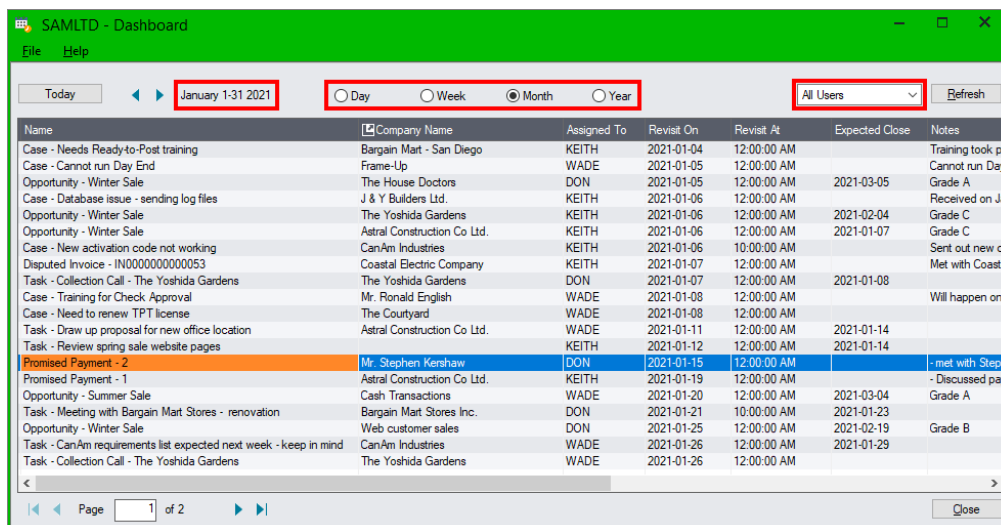 SAMLTD - Dashboard
File Help
Today January 1-31 2021 Day Week Month Year All Users Refresh
Name Company Name Assigned To Revisit On Revisit At Expected Close Notes
Case - Needs Ready-to-Post training Bargain Mart - San Diego KEITH 2021-01-04 12:00:00 AM Training took p
Case - Cannot run Day End Frame-Up WADE 2021-01-05 12:00:00 AM Cannot run Day
Opportunity - Winter Sale The House Doctors DON 2021-01-05 12:00:00 AM 2021-03-05 Grade A
Case - Database issue - sending log files J & Y Builders Ltd. KEITH 2021-01-06 12:00:00 AM Received on J
Opportunity - Winter Sale The Yoshida Gardens KEITH 2021-01-06 12:00:00 AM 2021-02-04 Grade C
Opportunity - Winter Sale Astral Construction Co Ltd. KEITH 2021-01-06 12:00:00 AM 2021-01-07 Grade C
Case - New activation code not working CanAm Industries KEITH 2021-01-06 10:00:00 AM Sent out new c
Disputed Invoice - IN0000000000053 Coastal Electric Company KEITH 2021-01-07 12:00:00 AM Met with Coast
Task - Collection Call - The Yoshida Gardens The Yoshida Gardens DON 2021-01-07 12:00:00 AM 2021-01-08
Case - Training for Check Approval Mr. Ronald English WADE 2021-01-08 12:00:00 AM Will happen on
Case - Need to renew TPT license The Courtyard WADE 2021-01-08 12:00:00 AM
Task - Draw up proposal for new office location Astral Construction Co Ltd. WADE 2021-01-11 12:00:00 AM 2021-01-14
Task - Review spring sale website pages KEITH 2021-01-12 12:00:00 AM 2021-01-14
Promised Payment - 2 Mr. Stephen Kershaw DON 2021-01-15 12:00:00 AM - met with Step
Promised Payment - 1 Astral Construction Co Ltd. KEITH 2021-01-19 12:00:00 AM - Discussed pa
Opportunity - Summer Sale Cash Transactions WADE 2021-01-20 12:00:00 AM 2021-03-04 Grade A
Task - Meeting with Bargain Mart Stores - renovation Bargain Mart Stores Inc. DON 2021-01-21 10:00:00 AM 2021-01-23
Opportunity - Winter Sale Web customer sales DON 2021-01-25 12:00:00 AM 2021-02-19 Grade B
Task - CanAm requirements list expected next week - keep in mind CanAm Industries WADE 2021-01-26 12:00:00 AM 2021-01-29
Task - Collection Call - The Yoshida Gardens The Yoshida Gardens WADE 2021-01-26 12:00:00 AM
Page 1 of 2 Close